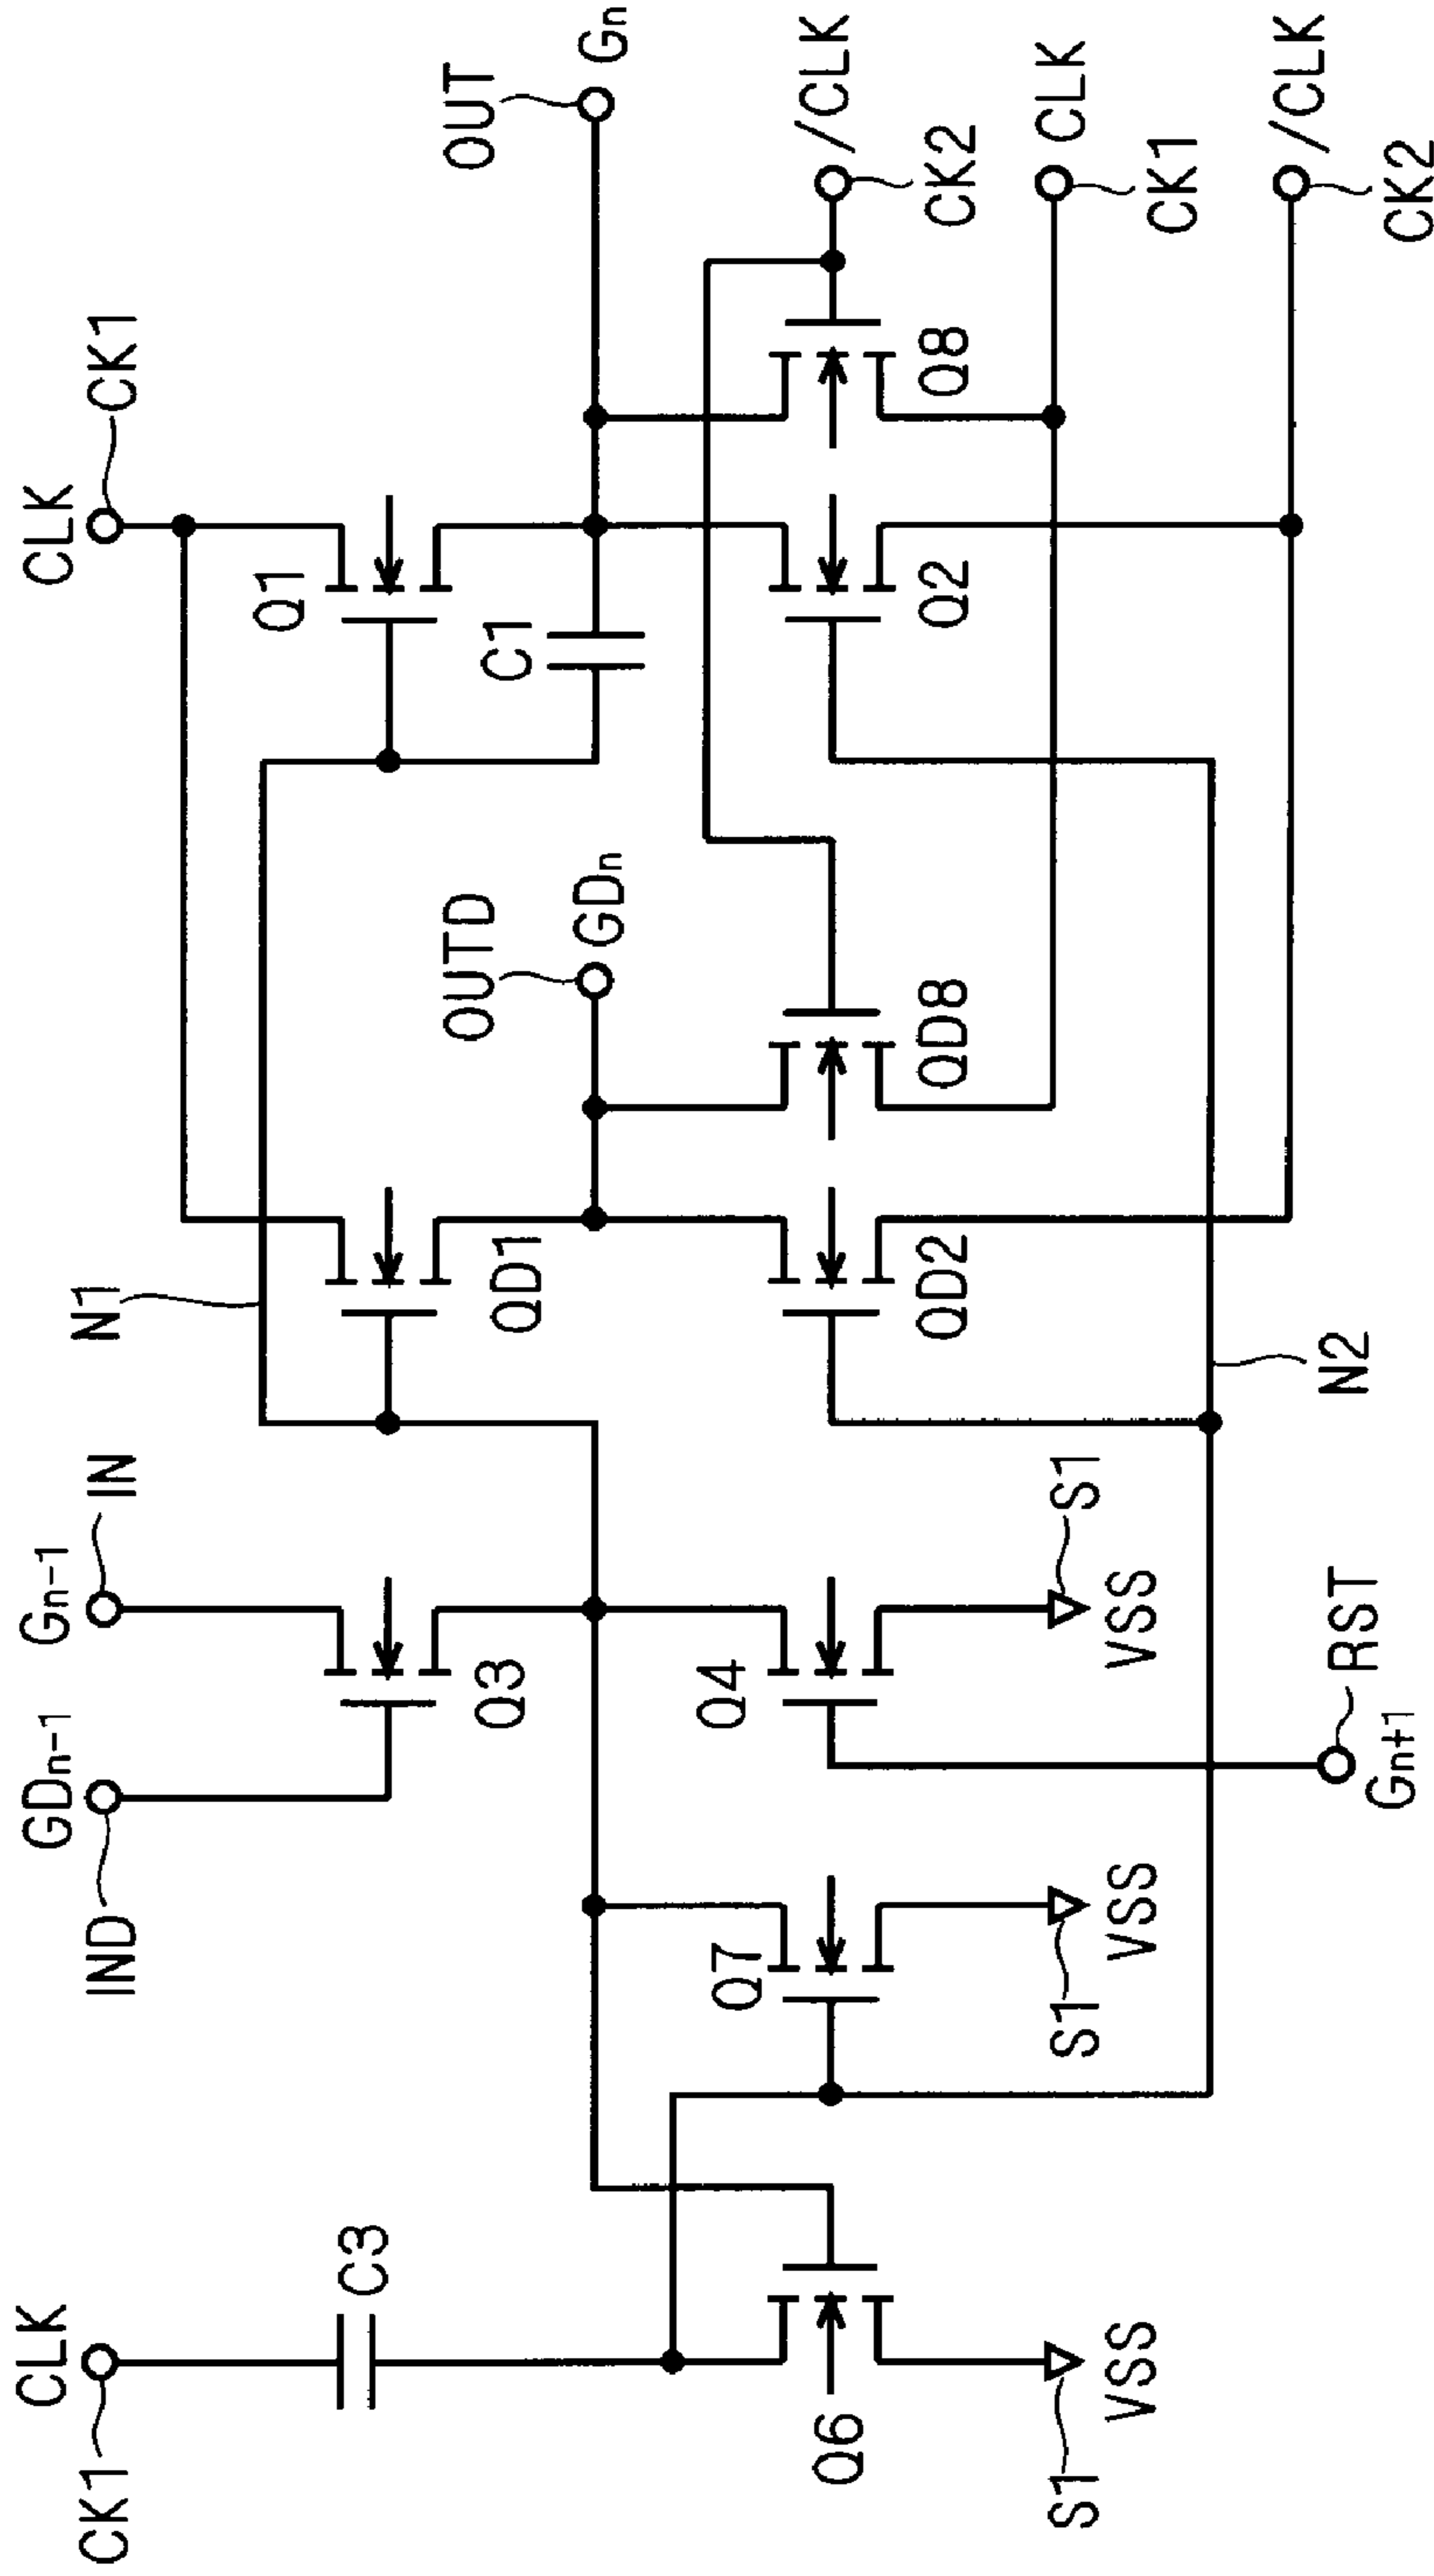 CLK
CK1
C3
Q6
S1
VSS
GDn-1
IND
Gn-1
IN
Q3
Q7
S1
VSS
Q4
S1
VSS
RST
Gn+1
N1
QD1
QD2
N2
OUTD
GDn
QD8
CLK
CK1
Q1
C1
Q2
Q8
OUT
Gn
/CLK
CK2
CLK
CK1
/CLK
CK2